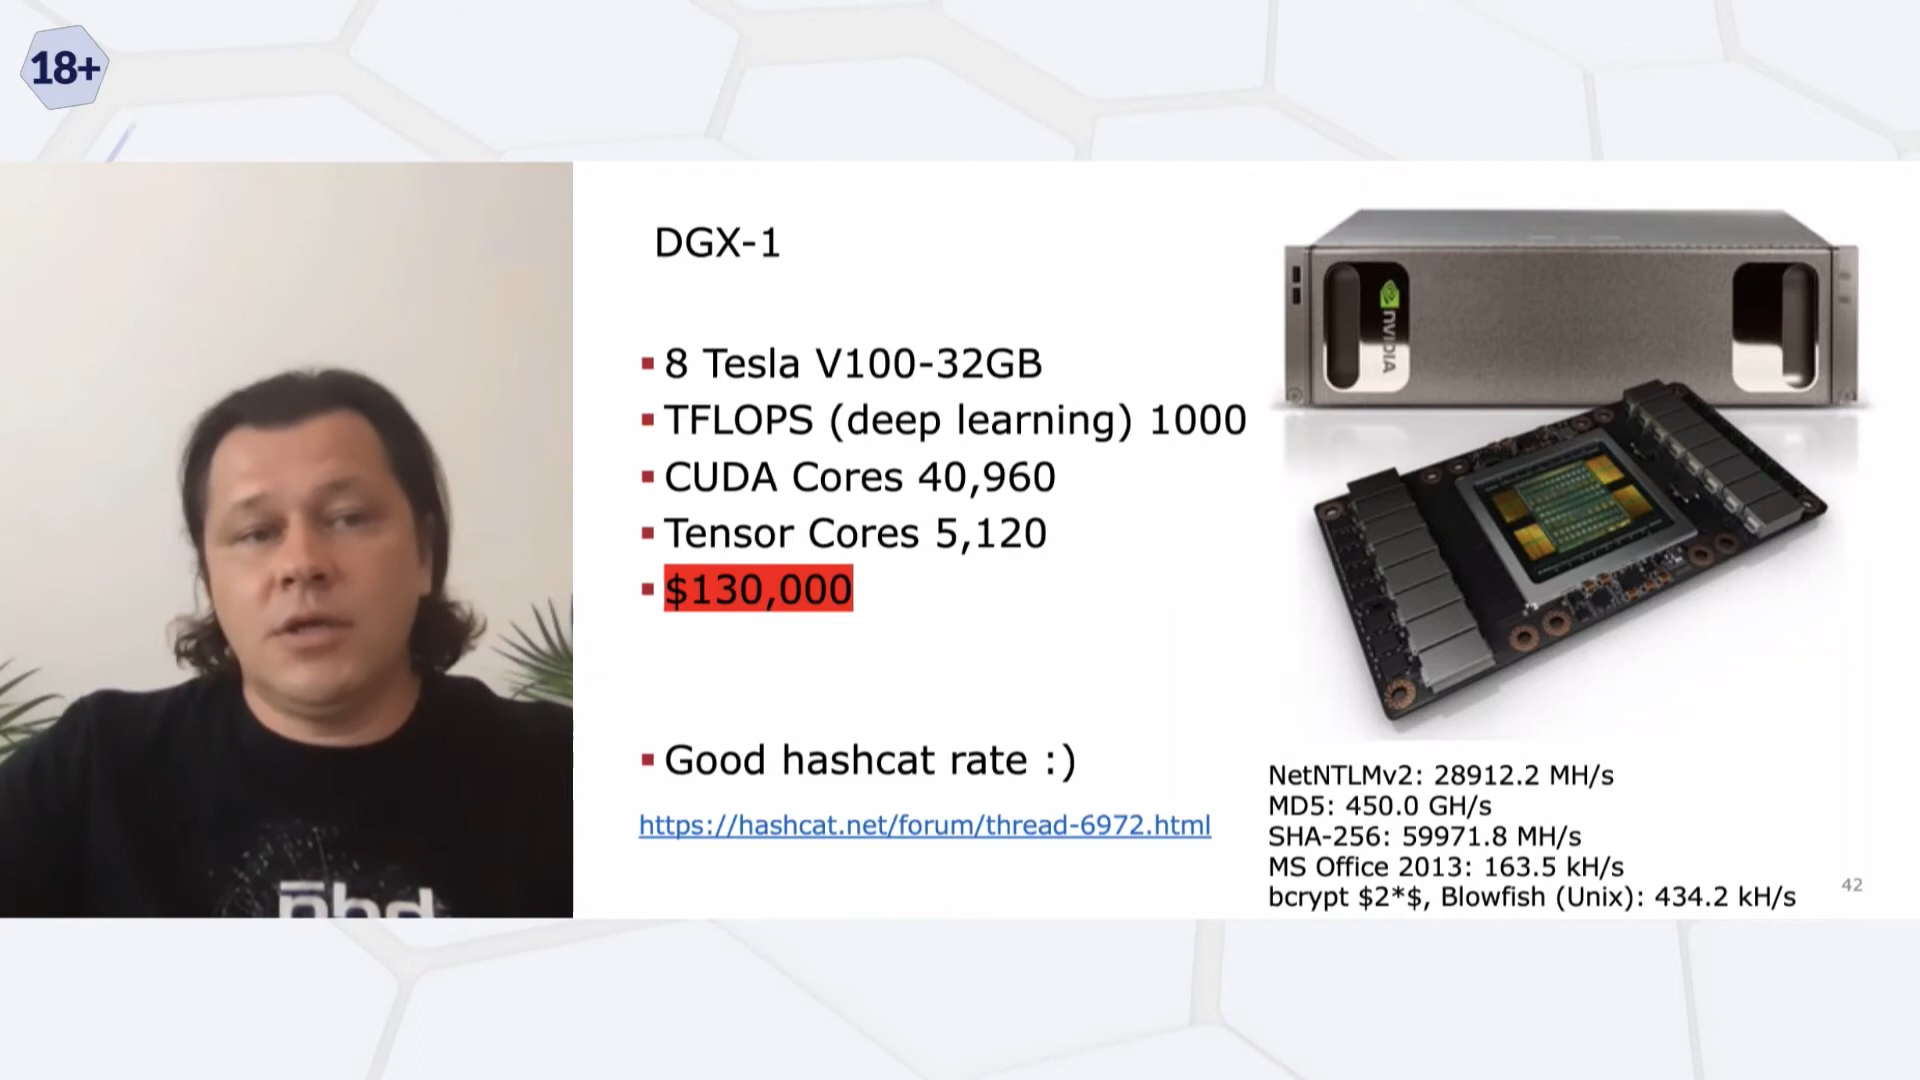 18+
DGX-1
8 Tesla V100-32GB
TFLOPS (deep learning) 1000
CUDA Cores 40,960
Tensor Cores 5,120
$130,000
Good hashcat rate :)
https://hashcat.net/forum/thread-6972.html
nVIDIA
NetNTLMv2: 28912.2 MH/s
MD5: 450.0 GH/s
SHA-256: 59971.8 MH/s
MS Office 2013: 163.5 kH/s
bcrypt $2*$, Blowfish (Unix): 434.2 kH/s
42